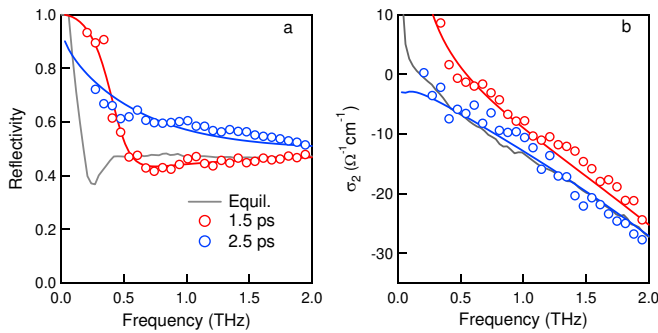 a
1.0
0.8
0.6
0.4
0.2
0.0
Reflectivity
Equil.
1.5 ps
2.5 ps
0.0 0.5 1.0 1.5 2.0
Frequency (THz)
b
10
0
-10
-20
-30
σ2 (Ω-1cm-1)
0.0 0.5 1.0 1.5 2.0
Frequency (THz)